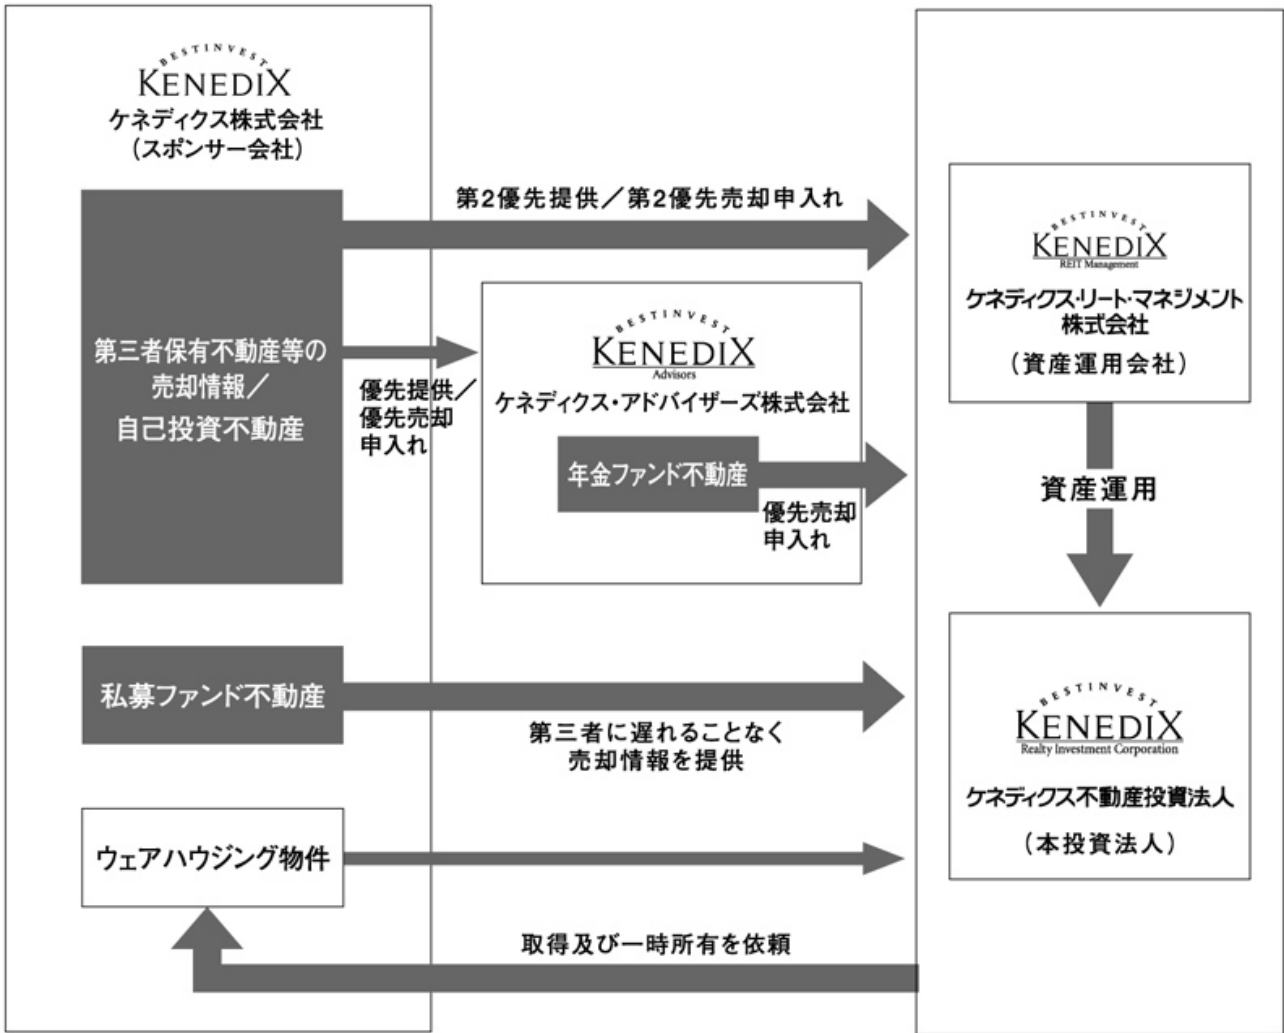 BESTINVEST
KENEDIX
ケネディクス株式会社
（スポンサー会社）
第三者保有不動産等の
売却情報／
自己投資不動産
第2優先提供／第2優先売却申入れ
優先提供／
優先売却
申入れ
BESTINVEST
KENEDIX
Advisors
ケネディクス・アドバイザーズ株式会社
年金ファンド不動産
優先売却
申入れ
私募ファンド不動産
第三者に遅れることなく
売却情報を提供
ウェアハウジング物件
取得及び一時所有を依頼
BESTINVEST
KENEDIX
REIT Management
ケネディクス・リート・マネジメント
株式会社
（資産運用会社）
資産運用
BESTINVEST
KENEDIX
Realty Investment Corporation
ケネディクス不動産投資法人
（本投資法人）